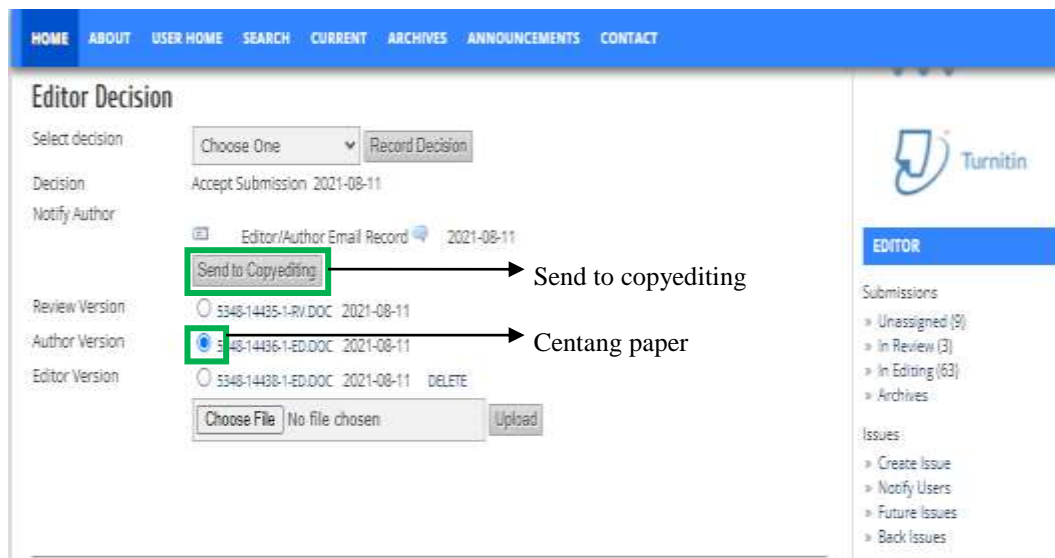 HOME ABOUT USER HOME SEARCH CURRENT ARCHIVES ANNOUNCEMENTS CONTACT
Editor Decision
Select decision Choose One Record Decision
Decision Accept Submission 2021-08-11
Notify Author
Editor/Author Email Record 2021-08-11
Send to Copyediting
Send to copyediting
Review Version 5348-14435-1-RV.DOC 2021-08-11
Author Version 5348-14436-1-ED.DOC 2021-08-11
Centang paper
Editor Version 5348-14438-1-ED.DOC 2021-08-11 DELETE
Choose File No file chosen Upload
Turnitin
EDITOR
Submissions
» Unassigned (9)
» In Review (3)
» In Editing (63)
» Archives
Issues
» Create Issue
» Notify Users
» Future Issues
» Back Issues